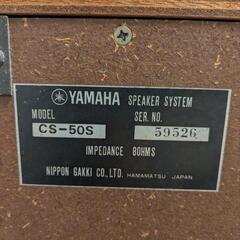 YAMAHA SPEAKER SYSTEM
MODEL SER. NO.
CS-50S 59526
IMPEDANCE 8OHMS
NIPPON GAKKI CO., LTD. HAMAMATSU JAPAN